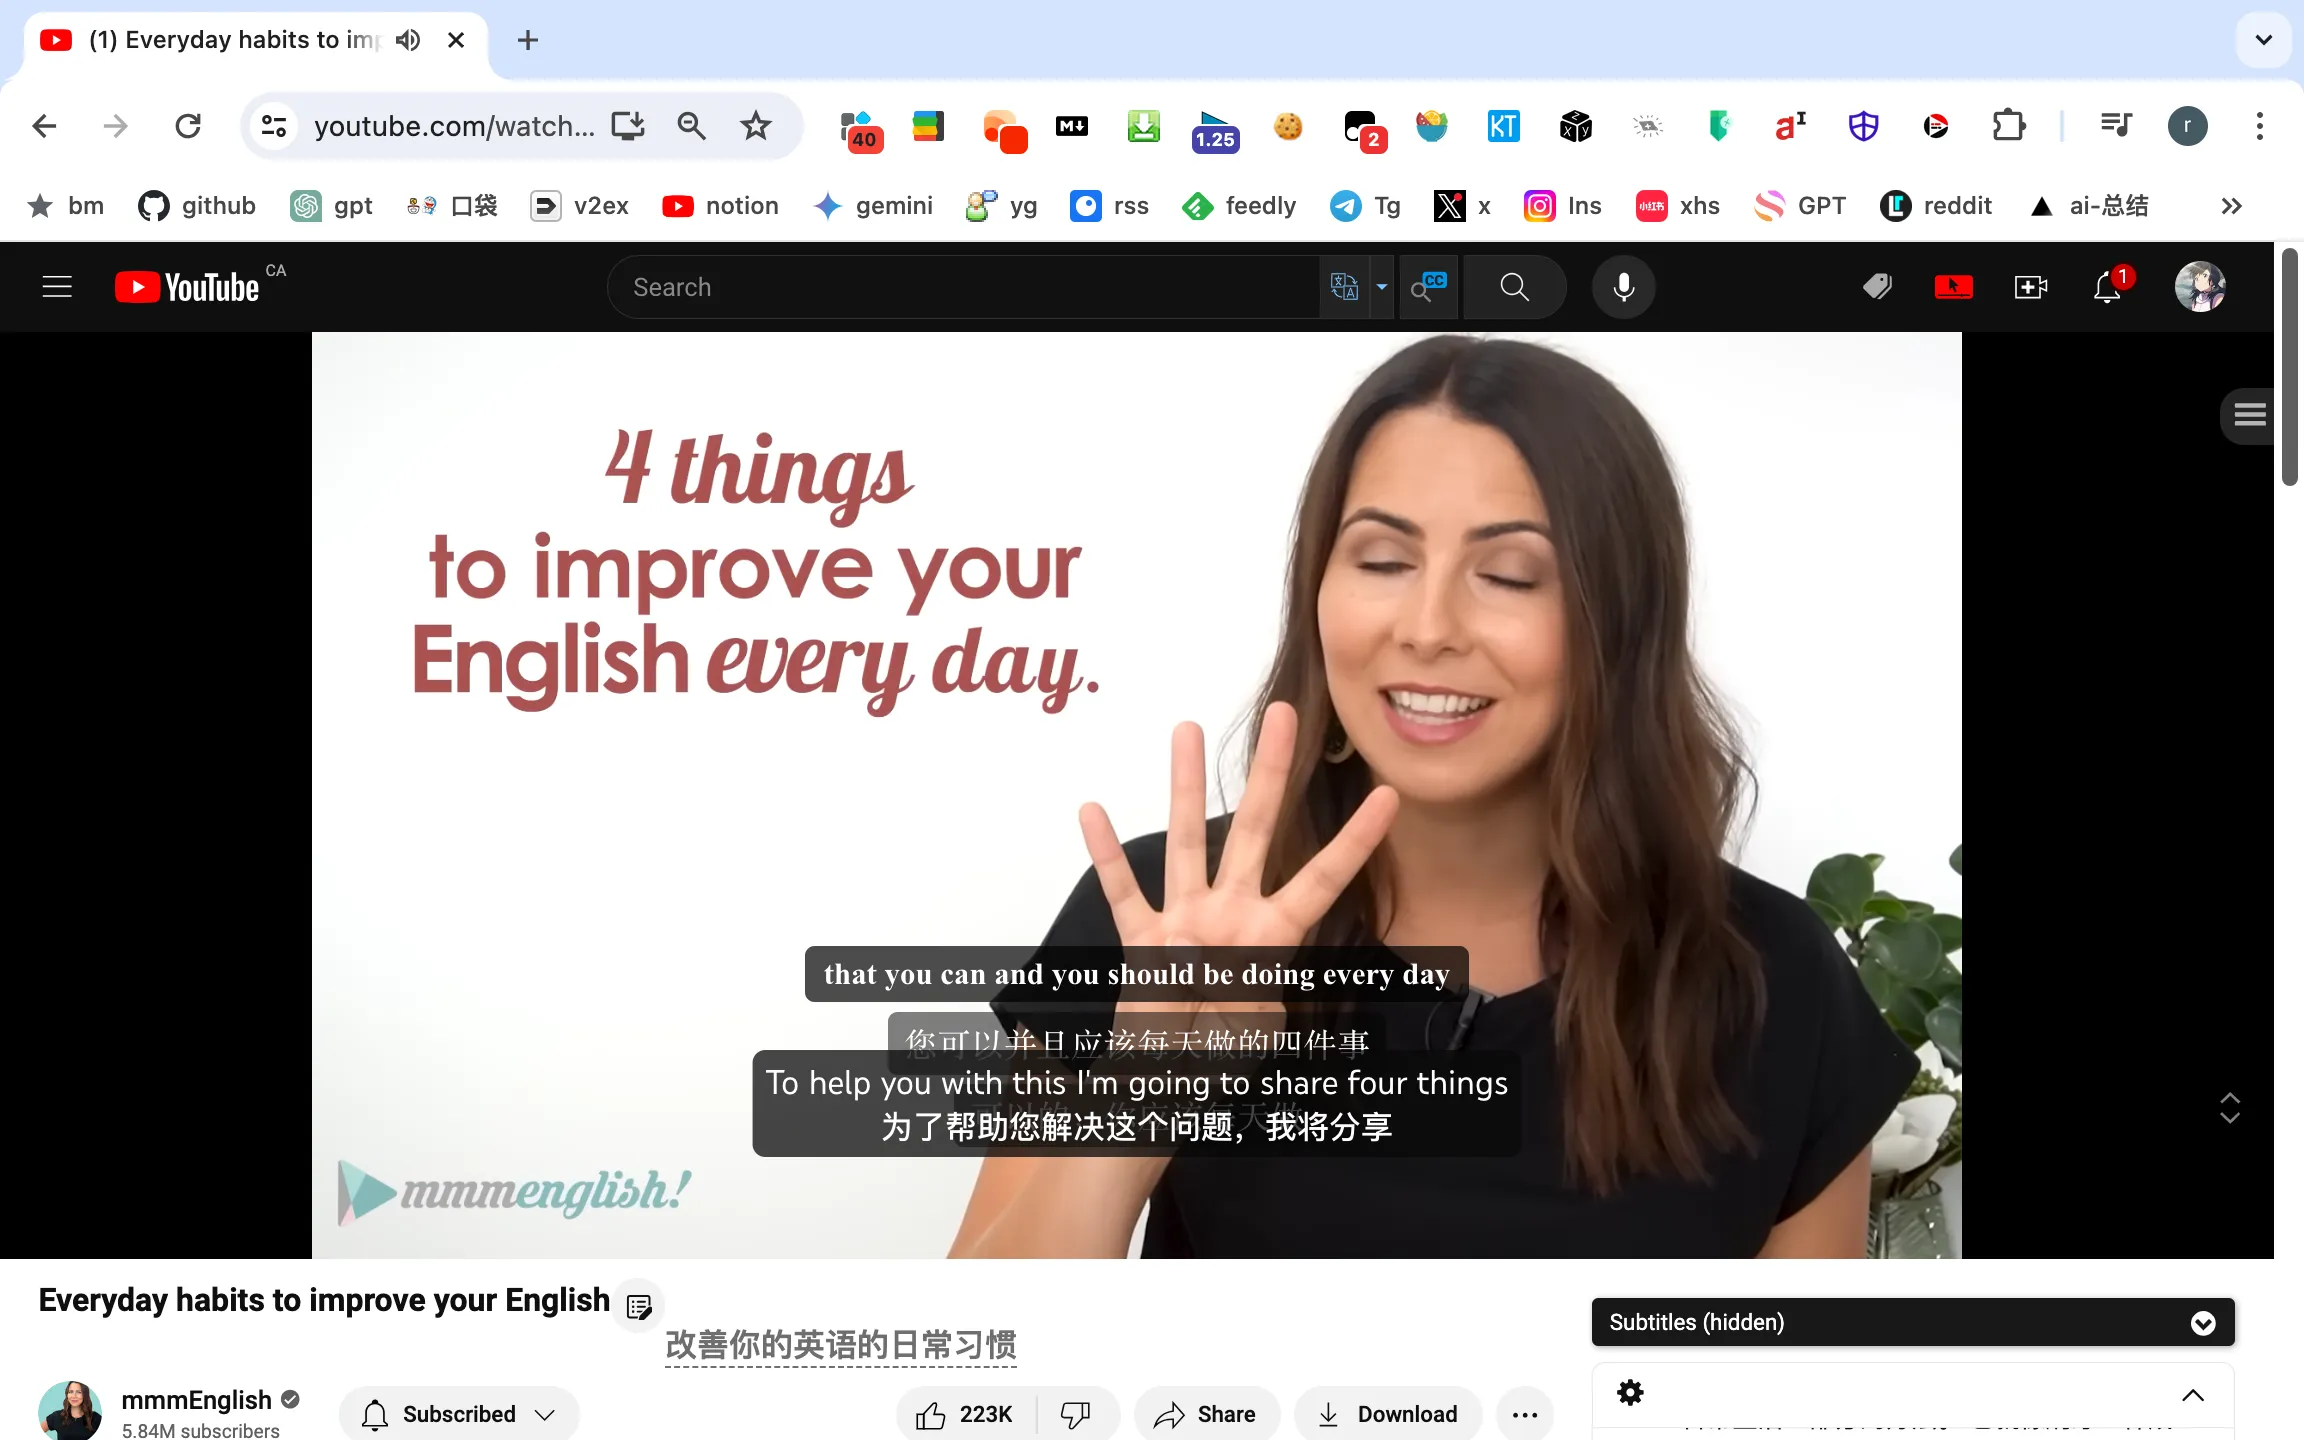 (1) Everyday habits to imp
youtube.com/watch...
40
M
1.25
2
KT
a
r
bm
github
gpt
口袋
v2ex
notion
gemini
yg
rss
feedly
Tg
x
Ins
小红书
xhs
GPT
reddit
ai-总结
YouTube CA
Search
CC
1
4 things
to improve your
English every day.
that you can and you should be doing every day
您可以并且应该每天做的四件事
To help you with this I'm going to share four things
为了帮助您解决这个问题，我将分享
mmmenglish!
Everyday habits to improve your English
改善你的英语的日常习惯
Subtitles (hidden)
mmmEnglish
5.84M subscribers
Subscribed
223K
Share
Download